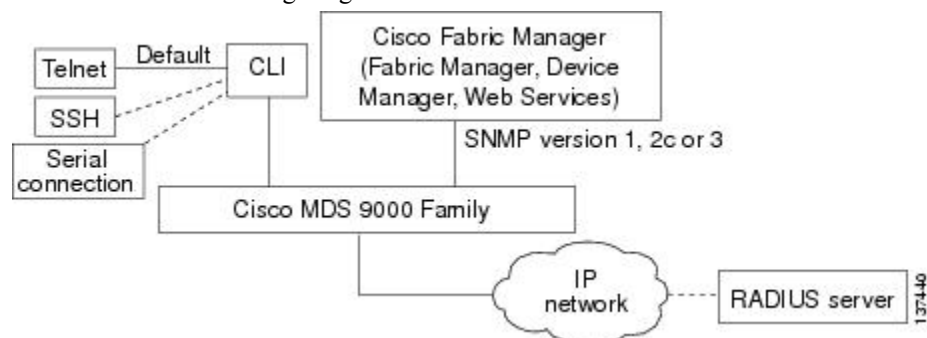 Telnet
Default
CLI
SSH
Serial
connection
Cisco Fabric Manager
(Fabric Manager, Device
Manager, Web Services)
SNMP version 1, 2c or 3
Cisco MDS 9000 Family
IP
network
RADIUS server
137440